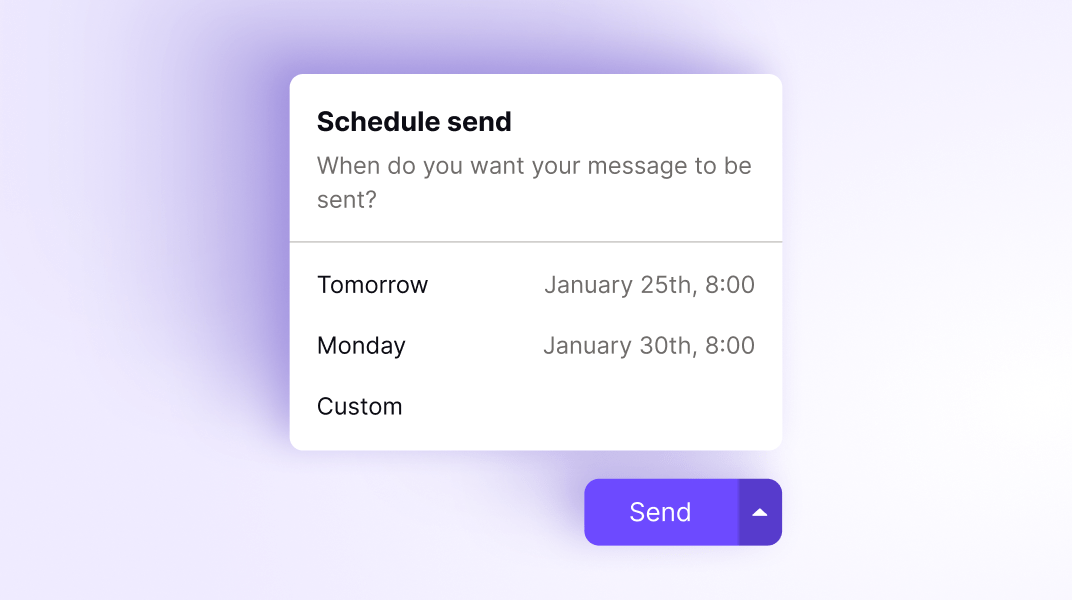 Schedule send
When do you want your message to be
sent?
Tomorrow January 25th, 8:00
Monday January 30th, 8:00
Custom
Send